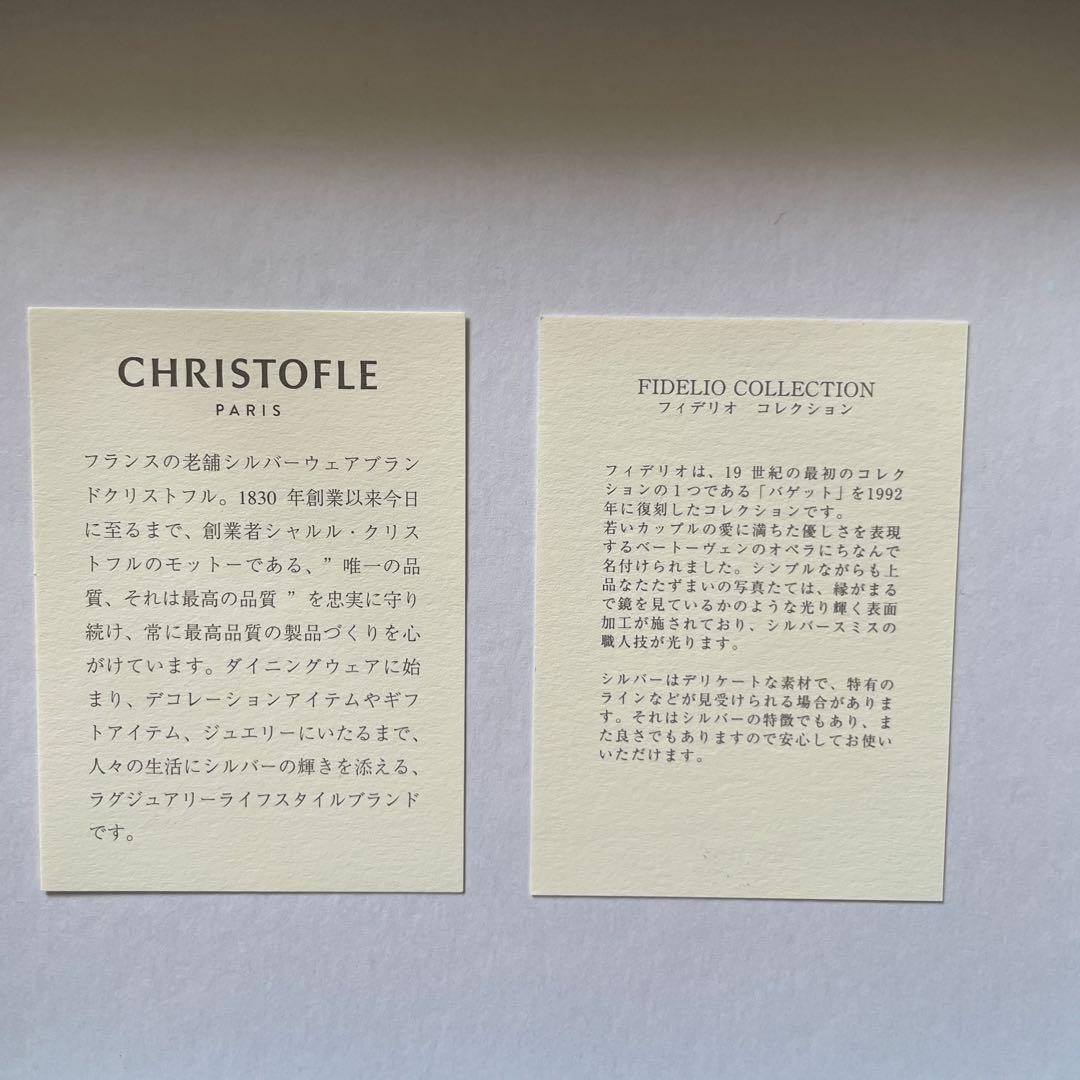 CHRISTOFLE
PARIS
フランスの老舗シルバーウェアブラン
ドクリストフル。1830 年創業以来今日
に至るまで、創業者シャルル・クリス
トフルのモットーである、” 唯一の品
質、それは最高の品質 ” を忠実に守り
続け、常に最高品質の製品づくりを心
がけています。ダイニングウェアに始
まり、デコレーションアイテムやギフ
トアイテム、ジュエリーにいたるまで、
人々の生活にシルバーの輝きを添える、
ラグジュアリーライフスタイルブランド
です。
FIDELIO COLLECTION
フィデリオ　コレクション
フィデリオは、19 世紀の最初のコレク
ションの１つである「バゲット」を1992
年に復刻したコレクションです。
若いカップルの愛に満ちた優しさを表現
するベートーヴェンのオペラにちなんで
名付けられました。シンプルながらも上
品なたたずまいの写真たては、縁がまる
で鏡を見ているかのような光り輝く表面
加工が施されており、シルバースミスの
職人技が光ります。
シルバーはデリケートな素材で、特有の
ラインなどが見受けられる場合がありま
す。それはシルバーの特徴でもあり、ま
た良さでもありますので安心してお使い
いただけます。